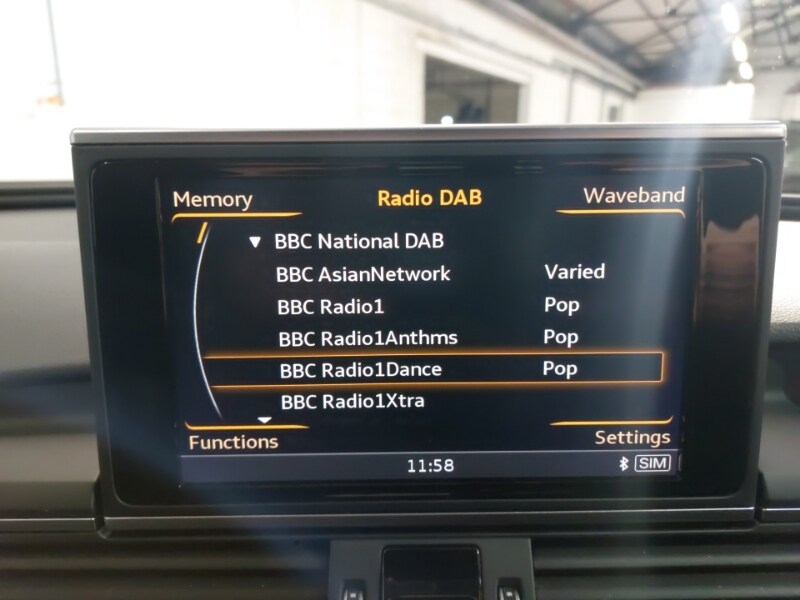 Memory Radio DAB Waveband
BBC National DAB
BBC AsianNetwork Varied
BBC Radio1 Pop
BBC Radio1Anthms Pop
BBC Radio1Dance Pop
BBC Radio1Xtra
Functions Settings
11:58 SIM